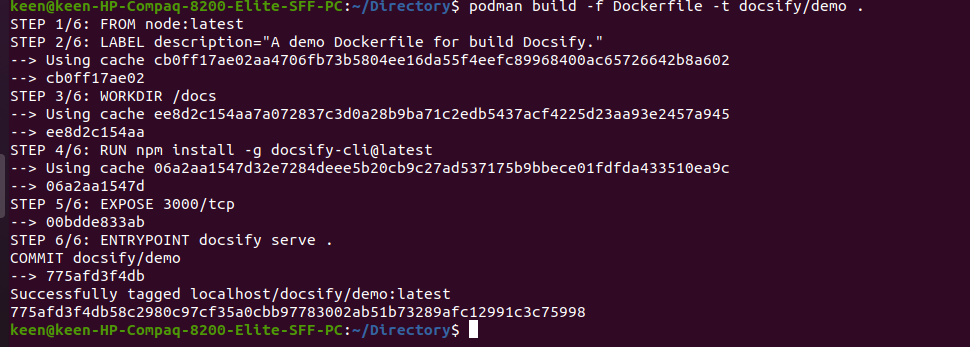 keen@keen-HP-Compaq-8200-Elite-SFF-PC:~/Directory$ podman build -f Dockerfile -t docsify/demo .
STEP 1/6: FROM node:latest
STEP 2/6: LABEL description="A demo Dockerfile for build Docsify."
--> Using cache cb0ff17ae02aa4706fb73b5804ee16da55f4eefc89968400ac65726642b8a602
--> cb0ff17ae02
STEP 3/6: WORKDIR /docs
--> Using cache ee8d2c154aa7a072837c3d0a28b9ba71c2edb5437acf4225d23aa93e2457a945
--> ee8d2c154aa
STEP 4/6: RUN npm install -g docsify-cli@latest
--> Using cache 06a2aa1547d32e7284deee5b20cb9c27ad537175b9bbece01fdfda433510ea9c
--> 06a2aa1547d
STEP 5/6: EXPOSE 3000/tcp
--> 00bdde833ab
STEP 6/6: ENTRYPOINT docsify serve .
COMMIT docsify/demo
--> 775afd3f4db
Successfully tagged localhost/docsify/demo:latest
775afd3f4db58c2980c97cf35a0cbb97783002ab51b73289afc12991c3c75998
keen@keen-HP-Compaq-8200-Elite-SFF-PC:~/Directory$